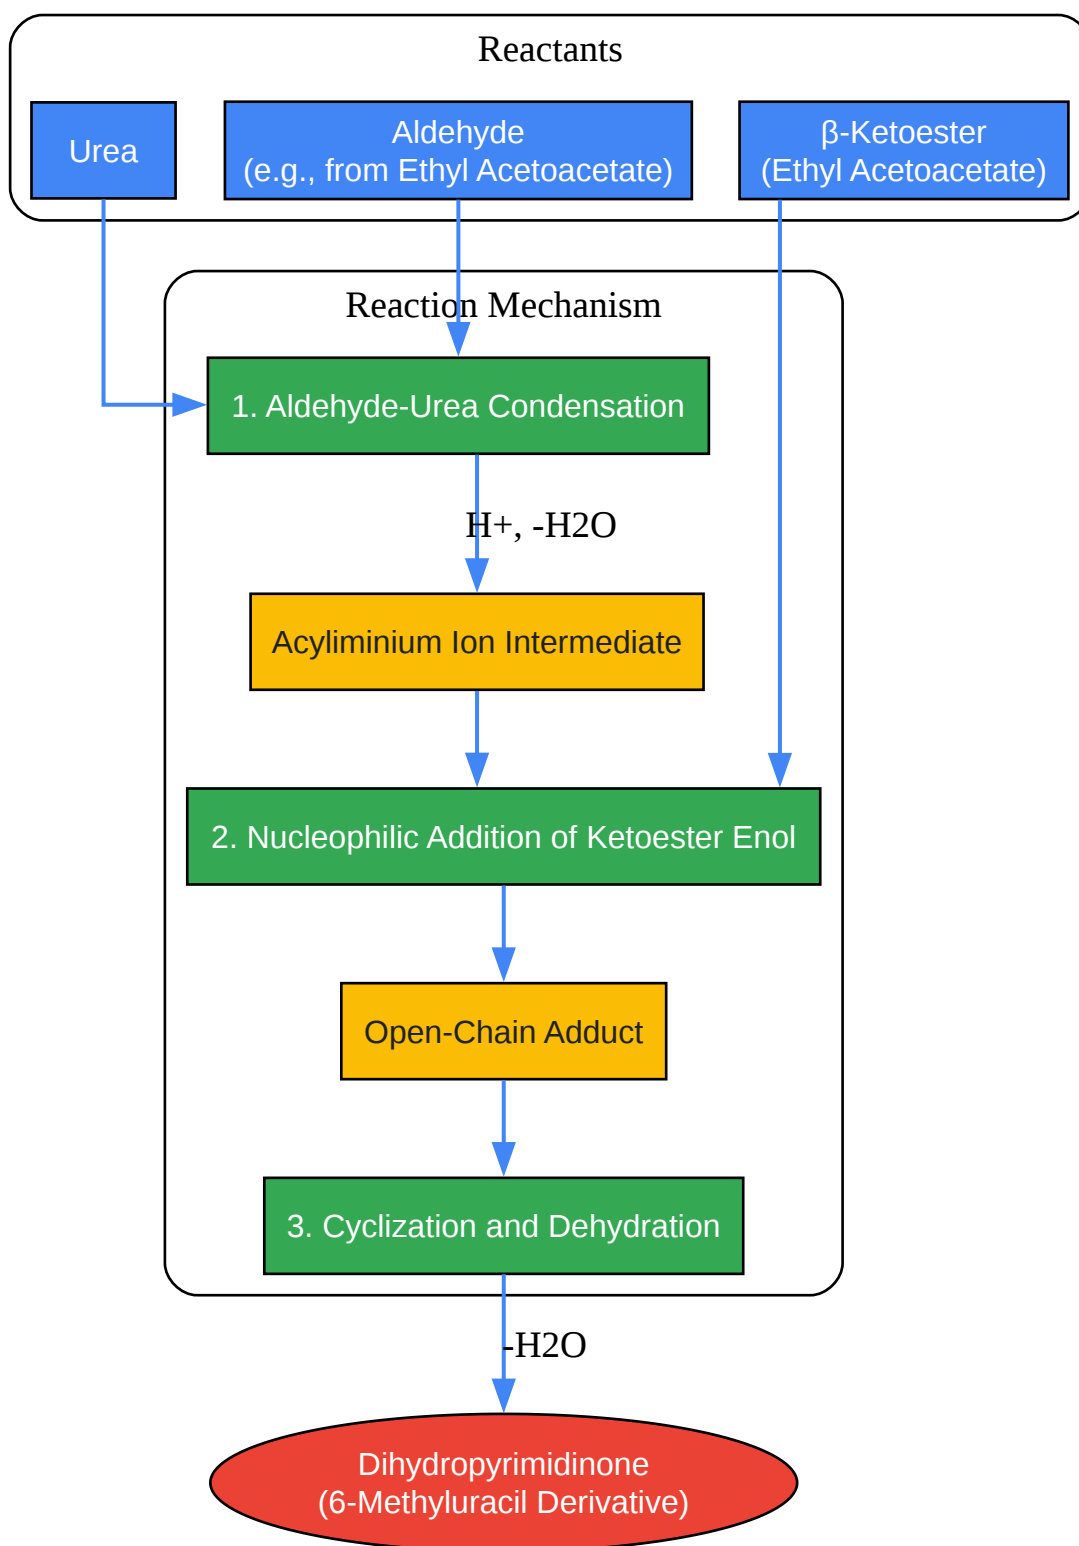 Reactants
Urea
Aldehyde
(e.g., from Ethyl Acetoacetate)
β-Ketoester
(Ethyl Acetoacetate)
Reaction Mechanism
1. Aldehyde-Urea Condensation
H+, -H2O
Acyliminium Ion Intermediate
2. Nucleophilic Addition of Ketoester Enol
Open-Chain Adduct
3. Cyclization and Dehydration
-H2O
Dihydropyrimidinone
(6-Methyluracil Derivative)